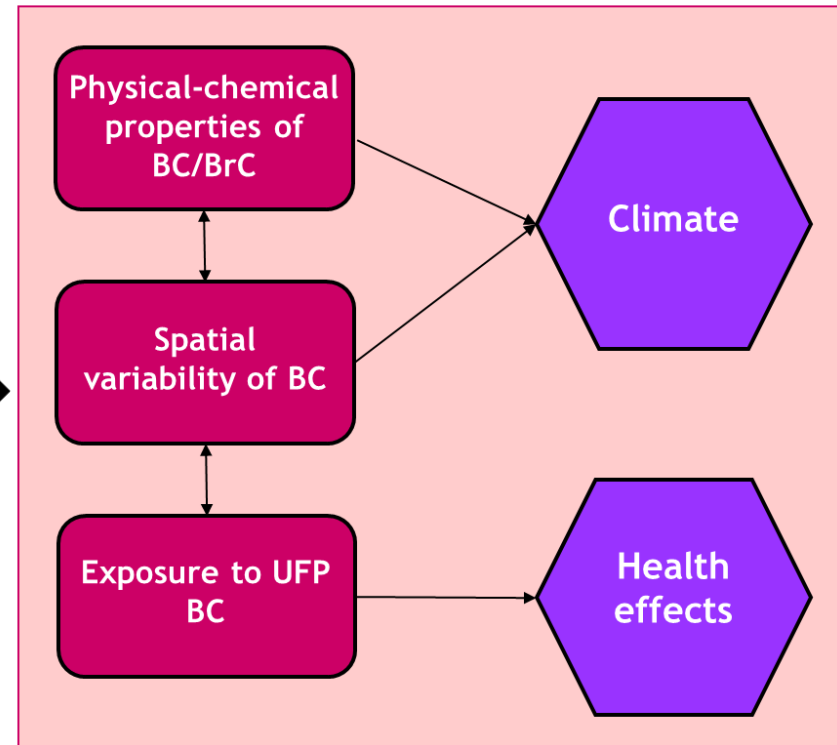 Physical-chemical
properties of
BC/BrC
Climate
Spatial
variability of BC
Exposure to UFP
BC
Health
effects